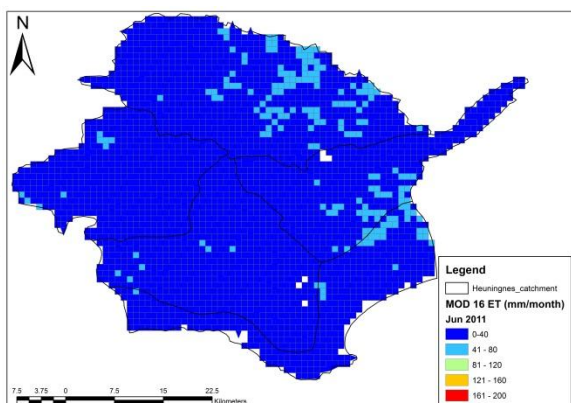 N
Legend
Heuningnes_catchment
MOD 16 ET (mm/month)
Jun 2011
0-40
41 - 80
81 - 120
121 - 160
161 - 200
7.5 3.75 0 7.5 15 22.5
Kilometers